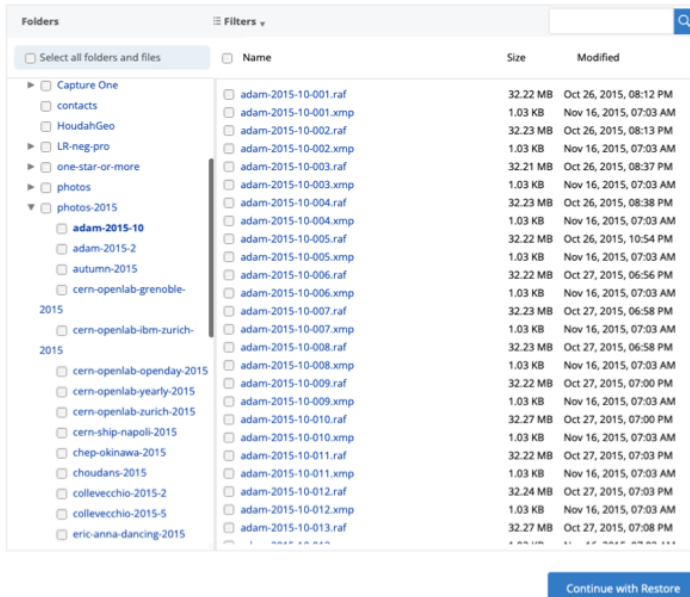 Folders
Filters
Select all folders and files
Name Size Modified
Capture One
contacts
HoudahGeo
LR-neg-pro
one-star-or-more
photos
photos-2015
adam-2015-10
adam-2015-2
autumn-2015
cern-openlab-grenoble-
2015
cern-openlab-ibm-zurich-
2015
cern-openlab-openday-2015
cern-openlab-yearly-2015
cern-openlab-zurich-2015
cern-ship-napoli-2015
chep-okinawa-2015
choudans-2015
collevecchio-2015-2
collevecchio-2015-5
eric-anna-dancing-2015
adam-2015-10-001.raf 32.22 MB Oct 26, 2015, 08:12 PM
adam-2015-10-001.xmp 1.03 KB Nov 16, 2015, 07:03 AM
adam-2015-10-002.raf 32.23 MB Oct 26, 2015, 08:13 PM
adam-2015-10-002.xmp 1.03 KB Nov 16, 2015, 07:03 AM
adam-2015-10-003.raf 32.21 MB Oct 26, 2015, 08:37 PM
adam-2015-10-003.xmp 1.03 KB Nov 16, 2015, 07:03 AM
adam-2015-10-004.raf 32.23 MB Oct 26, 2015, 08:38 PM
adam-2015-10-004.xmp 1.03 KB Nov 16, 2015, 07:03 AM
adam-2015-10-005.raf 32.22 MB Oct 26, 2015, 10:54 PM
adam-2015-10-005.xmp 1.03 KB Nov 16, 2015, 07:03 AM
adam-2015-10-006.raf 32.22 MB Oct 27, 2015, 06:56 PM
adam-2015-10-006.xmp 1.03 KB Nov 16, 2015, 07:03 AM
adam-2015-10-007.raf 32.23 MB Oct 27, 2015, 06:58 PM
adam-2015-10-007.xmp 1.03 KB Nov 16, 2015, 07:03 AM
adam-2015-10-008.raf 32.23 MB Oct 27, 2015, 06:58 PM
adam-2015-10-008.xmp 1.03 KB Nov 16, 2015, 07:03 AM
adam-2015-10-009.raf 32.22 MB Oct 27, 2015, 07:00 PM
adam-2015-10-009.xmp 1.03 KB Nov 16, 2015, 07:03 AM
adam-2015-10-010.raf 32.27 MB Oct 27, 2015, 07:00 PM
adam-2015-10-010.xmp 1.03 KB Nov 16, 2015, 07:03 AM
adam-2015-10-011.raf 32.22 MB Oct 27, 2015, 07:03 PM
adam-2015-10-011.xmp 1.03 KB Nov 16, 2015, 07:03 AM
adam-2015-10-012.raf 32.24 MB Oct 27, 2015, 07:03 PM
adam-2015-10-012.xmp 1.03 KB Nov 16, 2015, 07:03 AM
adam-2015-10-013.raf 32.27 MB Oct 27, 2015, 07:08 PM
Continue with Restore